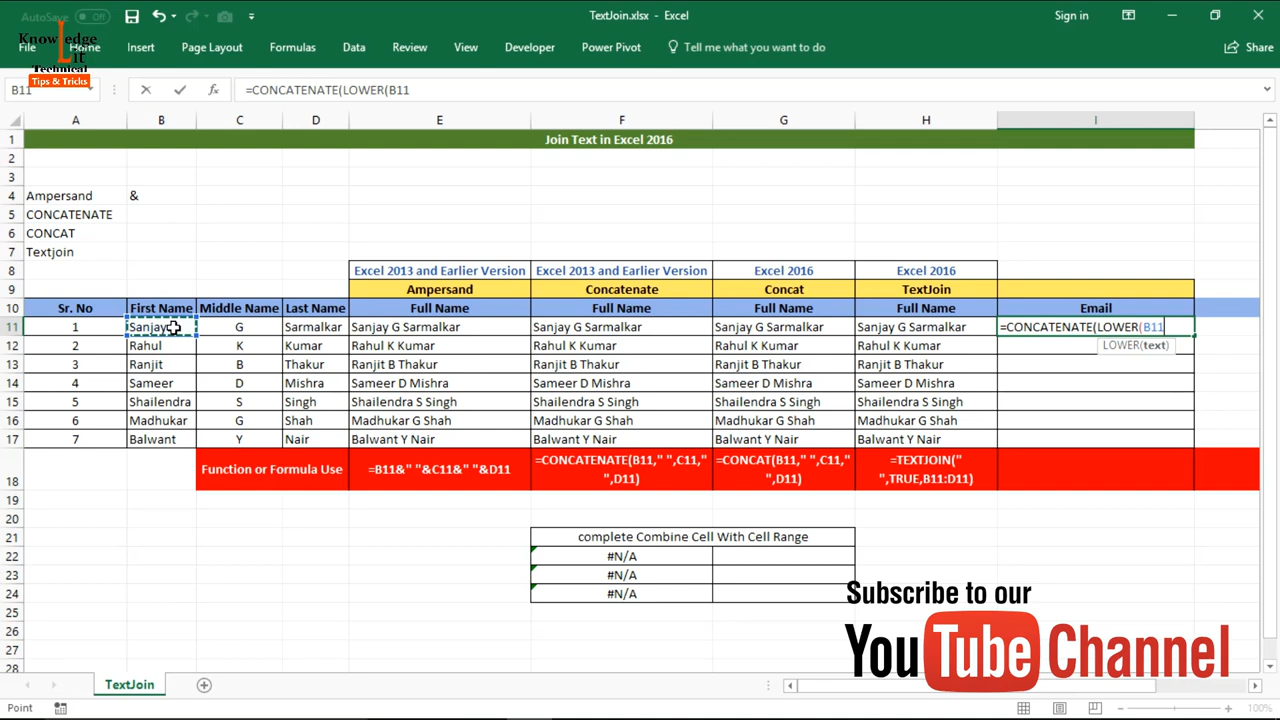 AutoSave Off TextJoin.xlsx - Excel Sign in
Knowledge Lit
Technical
Tips & Tricks
File Home Insert Page Layout Formulas Data Review View Developer Power Pivot Tell me what you want to do Share
B11 fx =CONCATENATE(LOWER(B11
A B C D E F G H I
1 Join Text in Excel 2016
2
3
4 Ampersand &
5 CONCATENATE
6 CONCAT
7 Textjoin
8 Excel 2013 and Earlier Version Excel 2013 and Earlier Version Excel 2016 Excel 2016
9 Ampersand Concatenate Concat TextJoin
10 Sr. No First Name Middle Name Last Name Full Name Full Name Full Name Full Name Email
11 1 Sanjay G Sarmalkar Sanjay G Sarmalkar Sanjay G Sarmalkar Sanjay G Sarmalkar Sanjay G Sarmalkar =CONCATENATE(LOWER(B11
LOWER(text)
12 2 Rahul K Kumar Rahul K Kumar Rahul K Kumar Rahul K Kumar Rahul K Kumar
13 3 Ranjit B Thakur Ranjit B Thakur Ranjit B Thakur Ranjit B Thakur Ranjit B Thakur
14 4 Sameer D Mishra Sameer D Mishra Sameer D Mishra Sameer D Mishra Sameer D Mishra
15 5 Shailendra S Singh Shailendra S Singh Shailendra S Singh Shailendra S Singh Shailendra S Singh
16 6 Madhukar G Shah Madhukar G Shah Madhukar G Shah Madhukar G Shah Madhukar G Shah
17 7 Balwant Y Nair Balwant Y Nair Balwant Y Nair Balwant Y Nair Balwant Y Nair
18 Function or Formula Use =B11&" "&C11&" "&D11 =CONCATENATE(B11," ",C11," =CONCAT(B11," ",C11," =TEXTJOIN("
",D11) ",D11) ",TRUE,B11:D11)
19
20
21 complete Combine Cell With Cell Range
22 #N/A
23 #N/A
24 #N/A
25
26
27
28
Subscribe to our
YouTube Channel
TextJoin
Point 100%